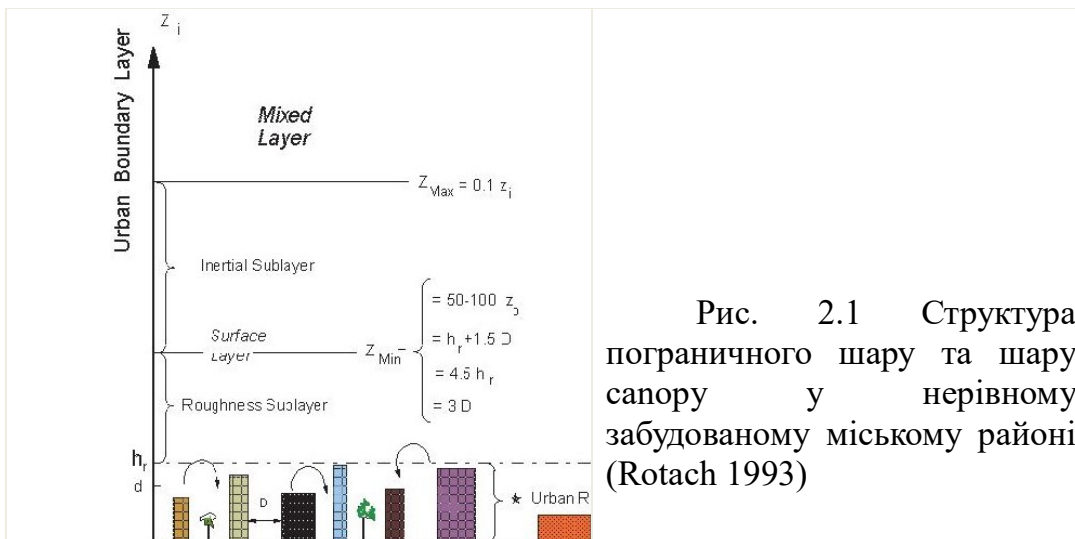 Z i
Urban Boundary Layer
Mixed
Layer
Z Max = 0.1 z i
Inertial Sublayer
= 50-100 z
Surface
Layer
Z Min
= h r +1.5 D
= 4.5 h r
= 3 D
Roughness Sublayer
h r
d
D
★ Urban R
Рис. 2.1 Структура
пограничного шару та шару
canopy у нерівному
забудованому міському районі
(Rotach 1993)